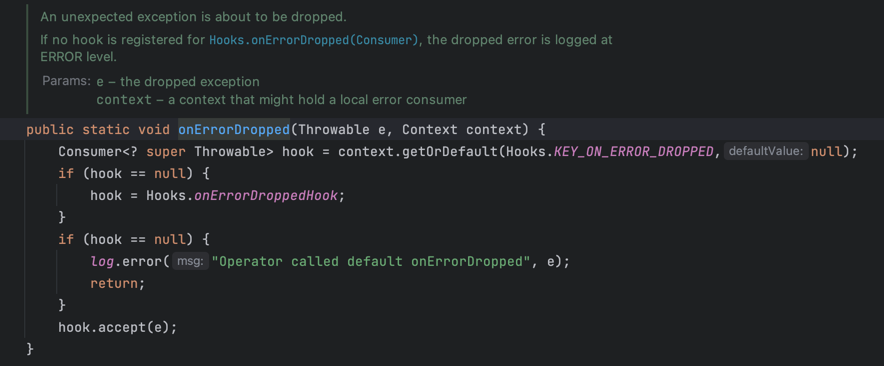 An unexpected exception is about to be dropped.
If no hook is registered for Hooks.onErrorDropped(Consumer), the dropped error is logged at
ERROR level.
Params: e – the dropped exception
context – a context that might hold a local error consumer
public static void onErrorDropped(Throwable e, Context context) {
Consumer<? super Throwable> hook = context.getOrDefault(Hooks.KEY_ON_ERROR_DROPPED, defaultValue: null);
if (hook == null) {
hook = Hooks.onErrorDroppedHook;
}
if (hook == null) {
log.error( msg: "Operator called default onErrorDropped", e);
return;
}
hook.accept(e);
}